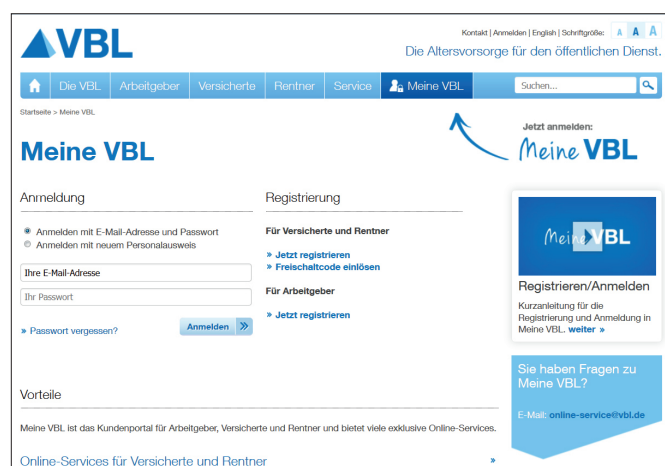 VBL
Kontakt | Anmelden | English | Schriftgröße: A A A
Die Altersvorsorge für den öffentlichen Dienst.
Die VBL Arbeitgeber Versicherte Rentner Service Meine VBL Suchen...
Startseite > Meine VBL
Jetzt anmelden:
Meine VBL
Meine VBL
Anmeldung
Anmelden mit E-Mail-Adresse und Passwort
Anmelden mit neuem Personalausweis
Ihre E-Mail-Adresse
Ihr Passwort
» Passwort vergessen?
Anmelden »
Registrierung
Für Versicherte und Rentner
» Jetzt registrieren
» Freischaltcode einlösen
Für Arbeitgeber
» Jetzt registrieren
Meine VBL
Registrieren/Anmelden
Kurzanleitung für die
Registrierung und Anmeldung in
Meine VBL. weiter »
Sie haben Fragen zu
Meine VBL?
E-Mail: online-service@vbl.de
Vorteile
Meine VBL ist das Kundenportal für Arbeitgeber, Versicherte und Rentner und bietet viele exklusive Online-Services.
Online-Services für Versicherte und Rentner »